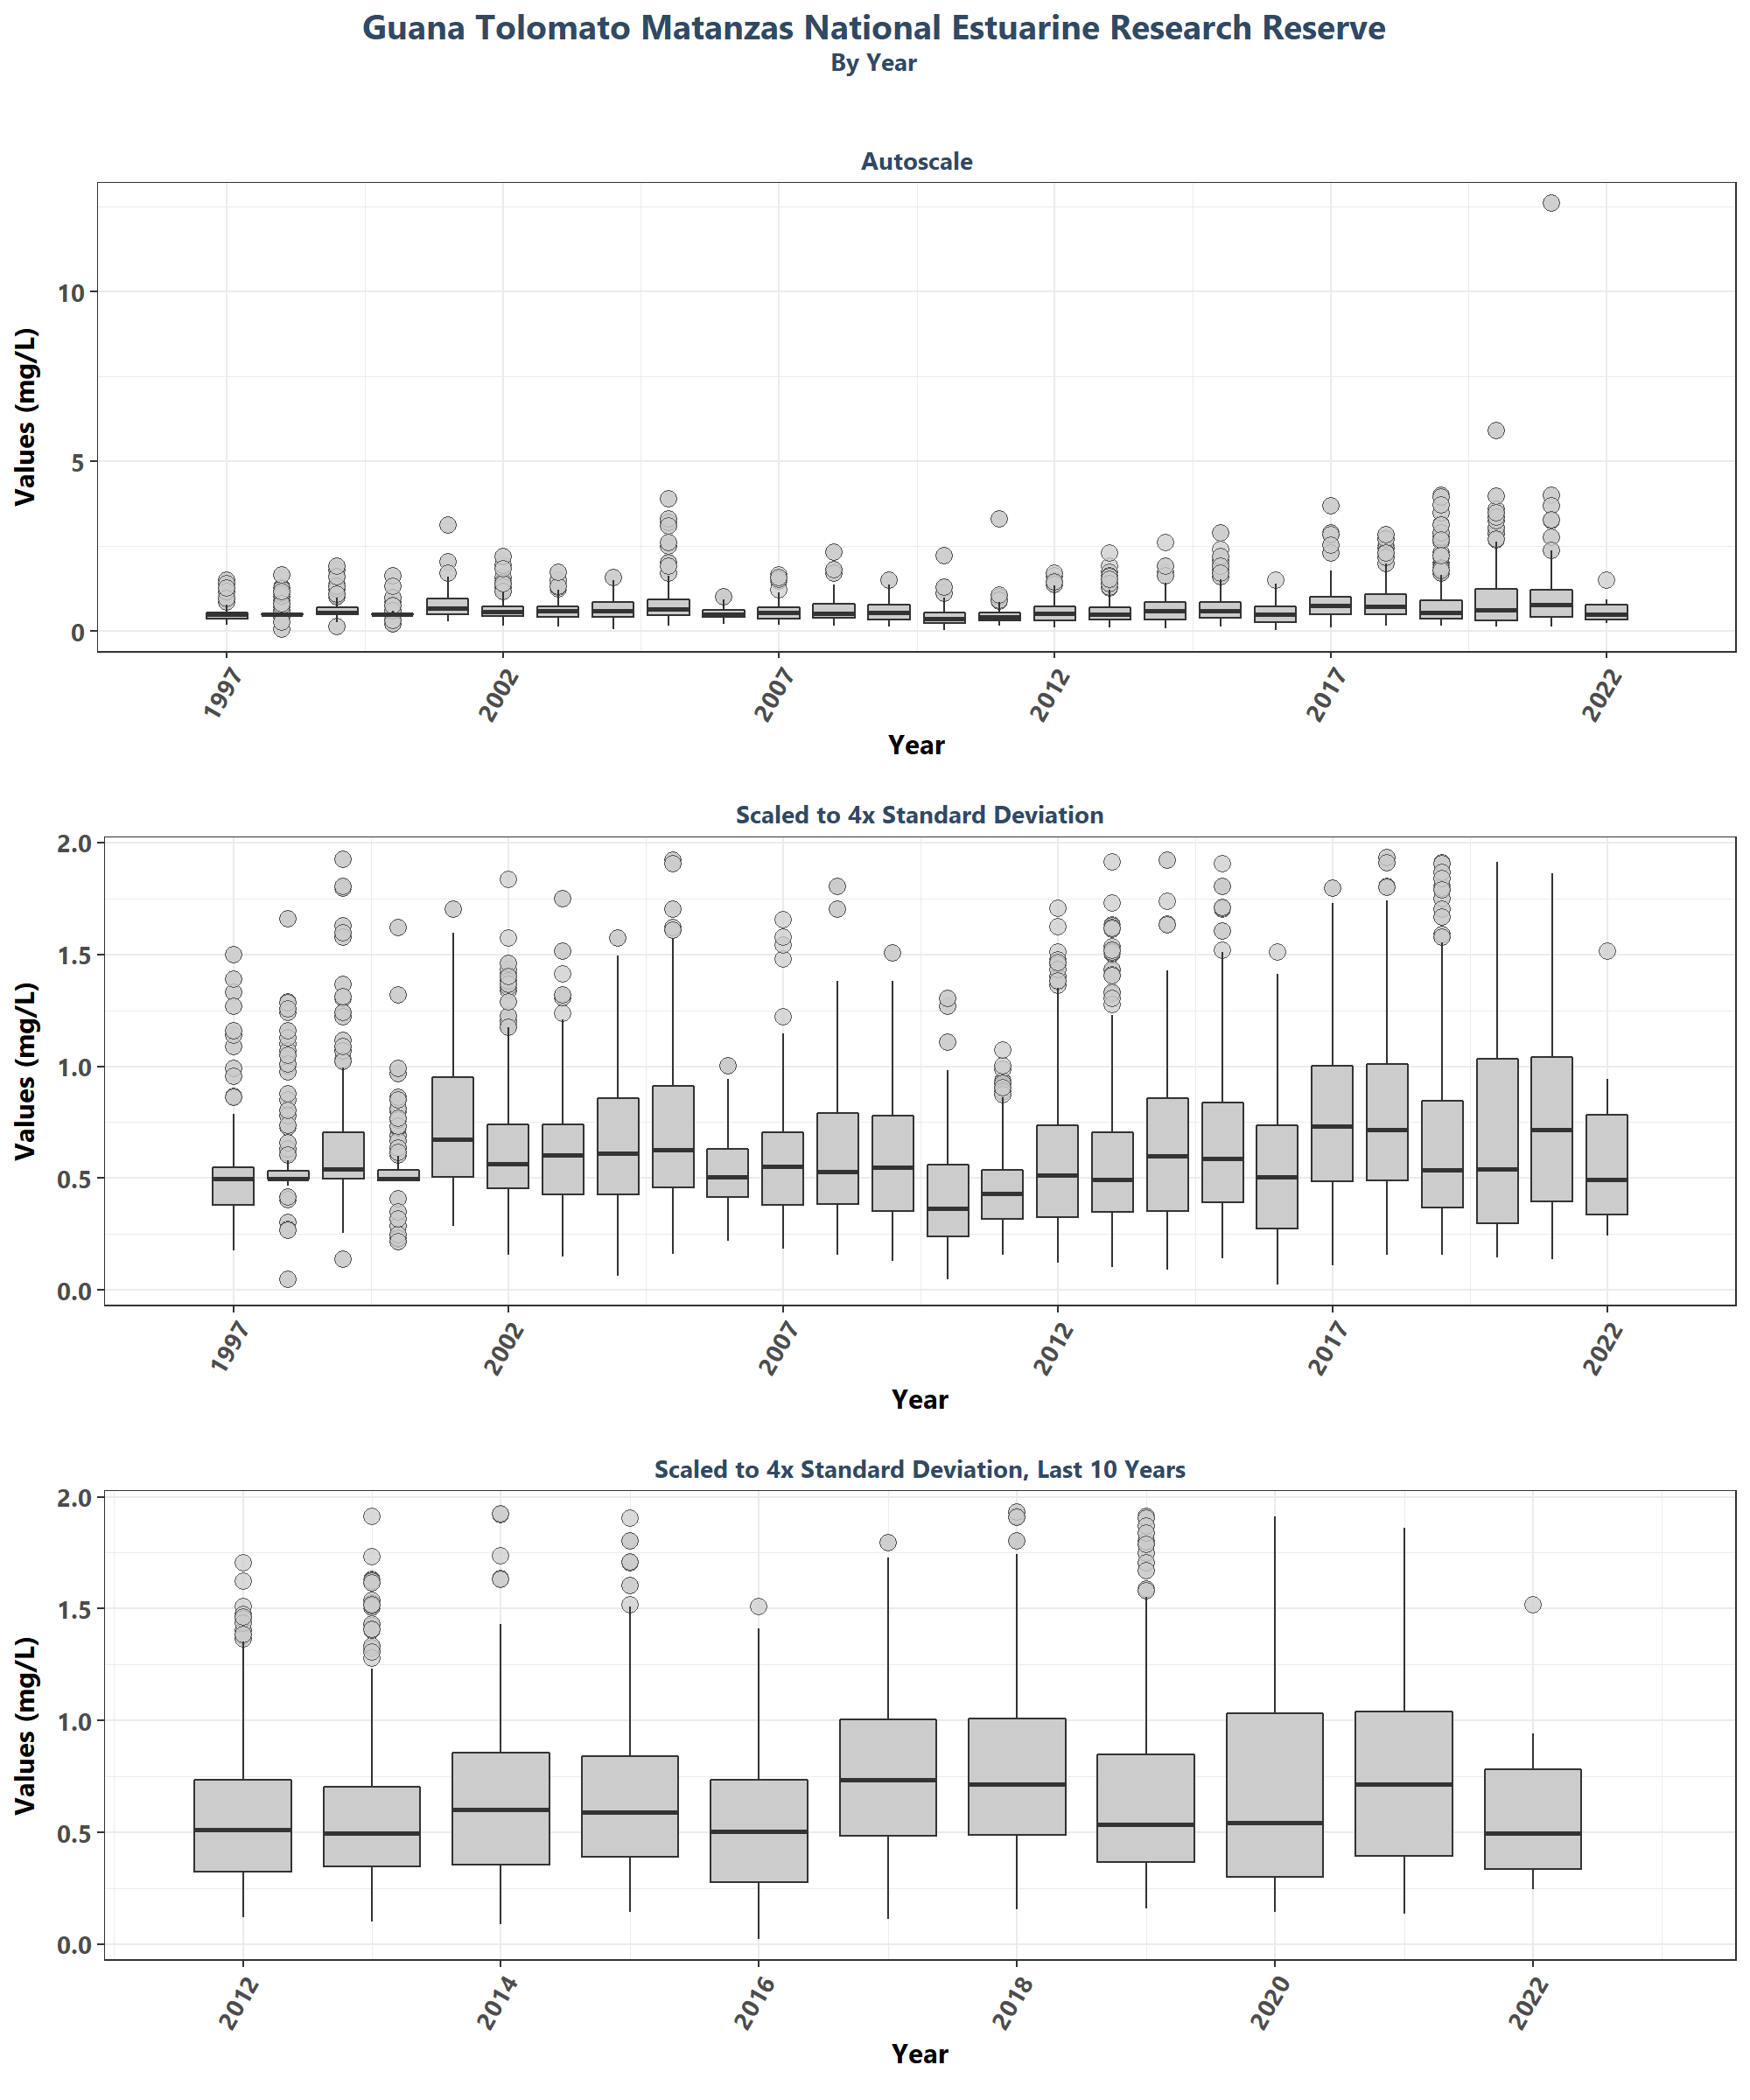 Guana Tolomato Matanzas National Estuarine Research Reserve
By Year
Autoscale
Values (mg/L)
10
5
0
1997
2002
2007
2012
2017
2022
Year
Scaled to 4x Standard Deviation
Values (mg/L)
2.0
1.5
1.0
0.5
0.0
1997
2002
2007
2012
2017
2022
Year
Scaled to 4x Standard Deviation, Last 10 Years
Values (mg/L)
2.0
1.5
1.0
0.5
0.0
2012
2014
2016
2018
2020
2022
Year